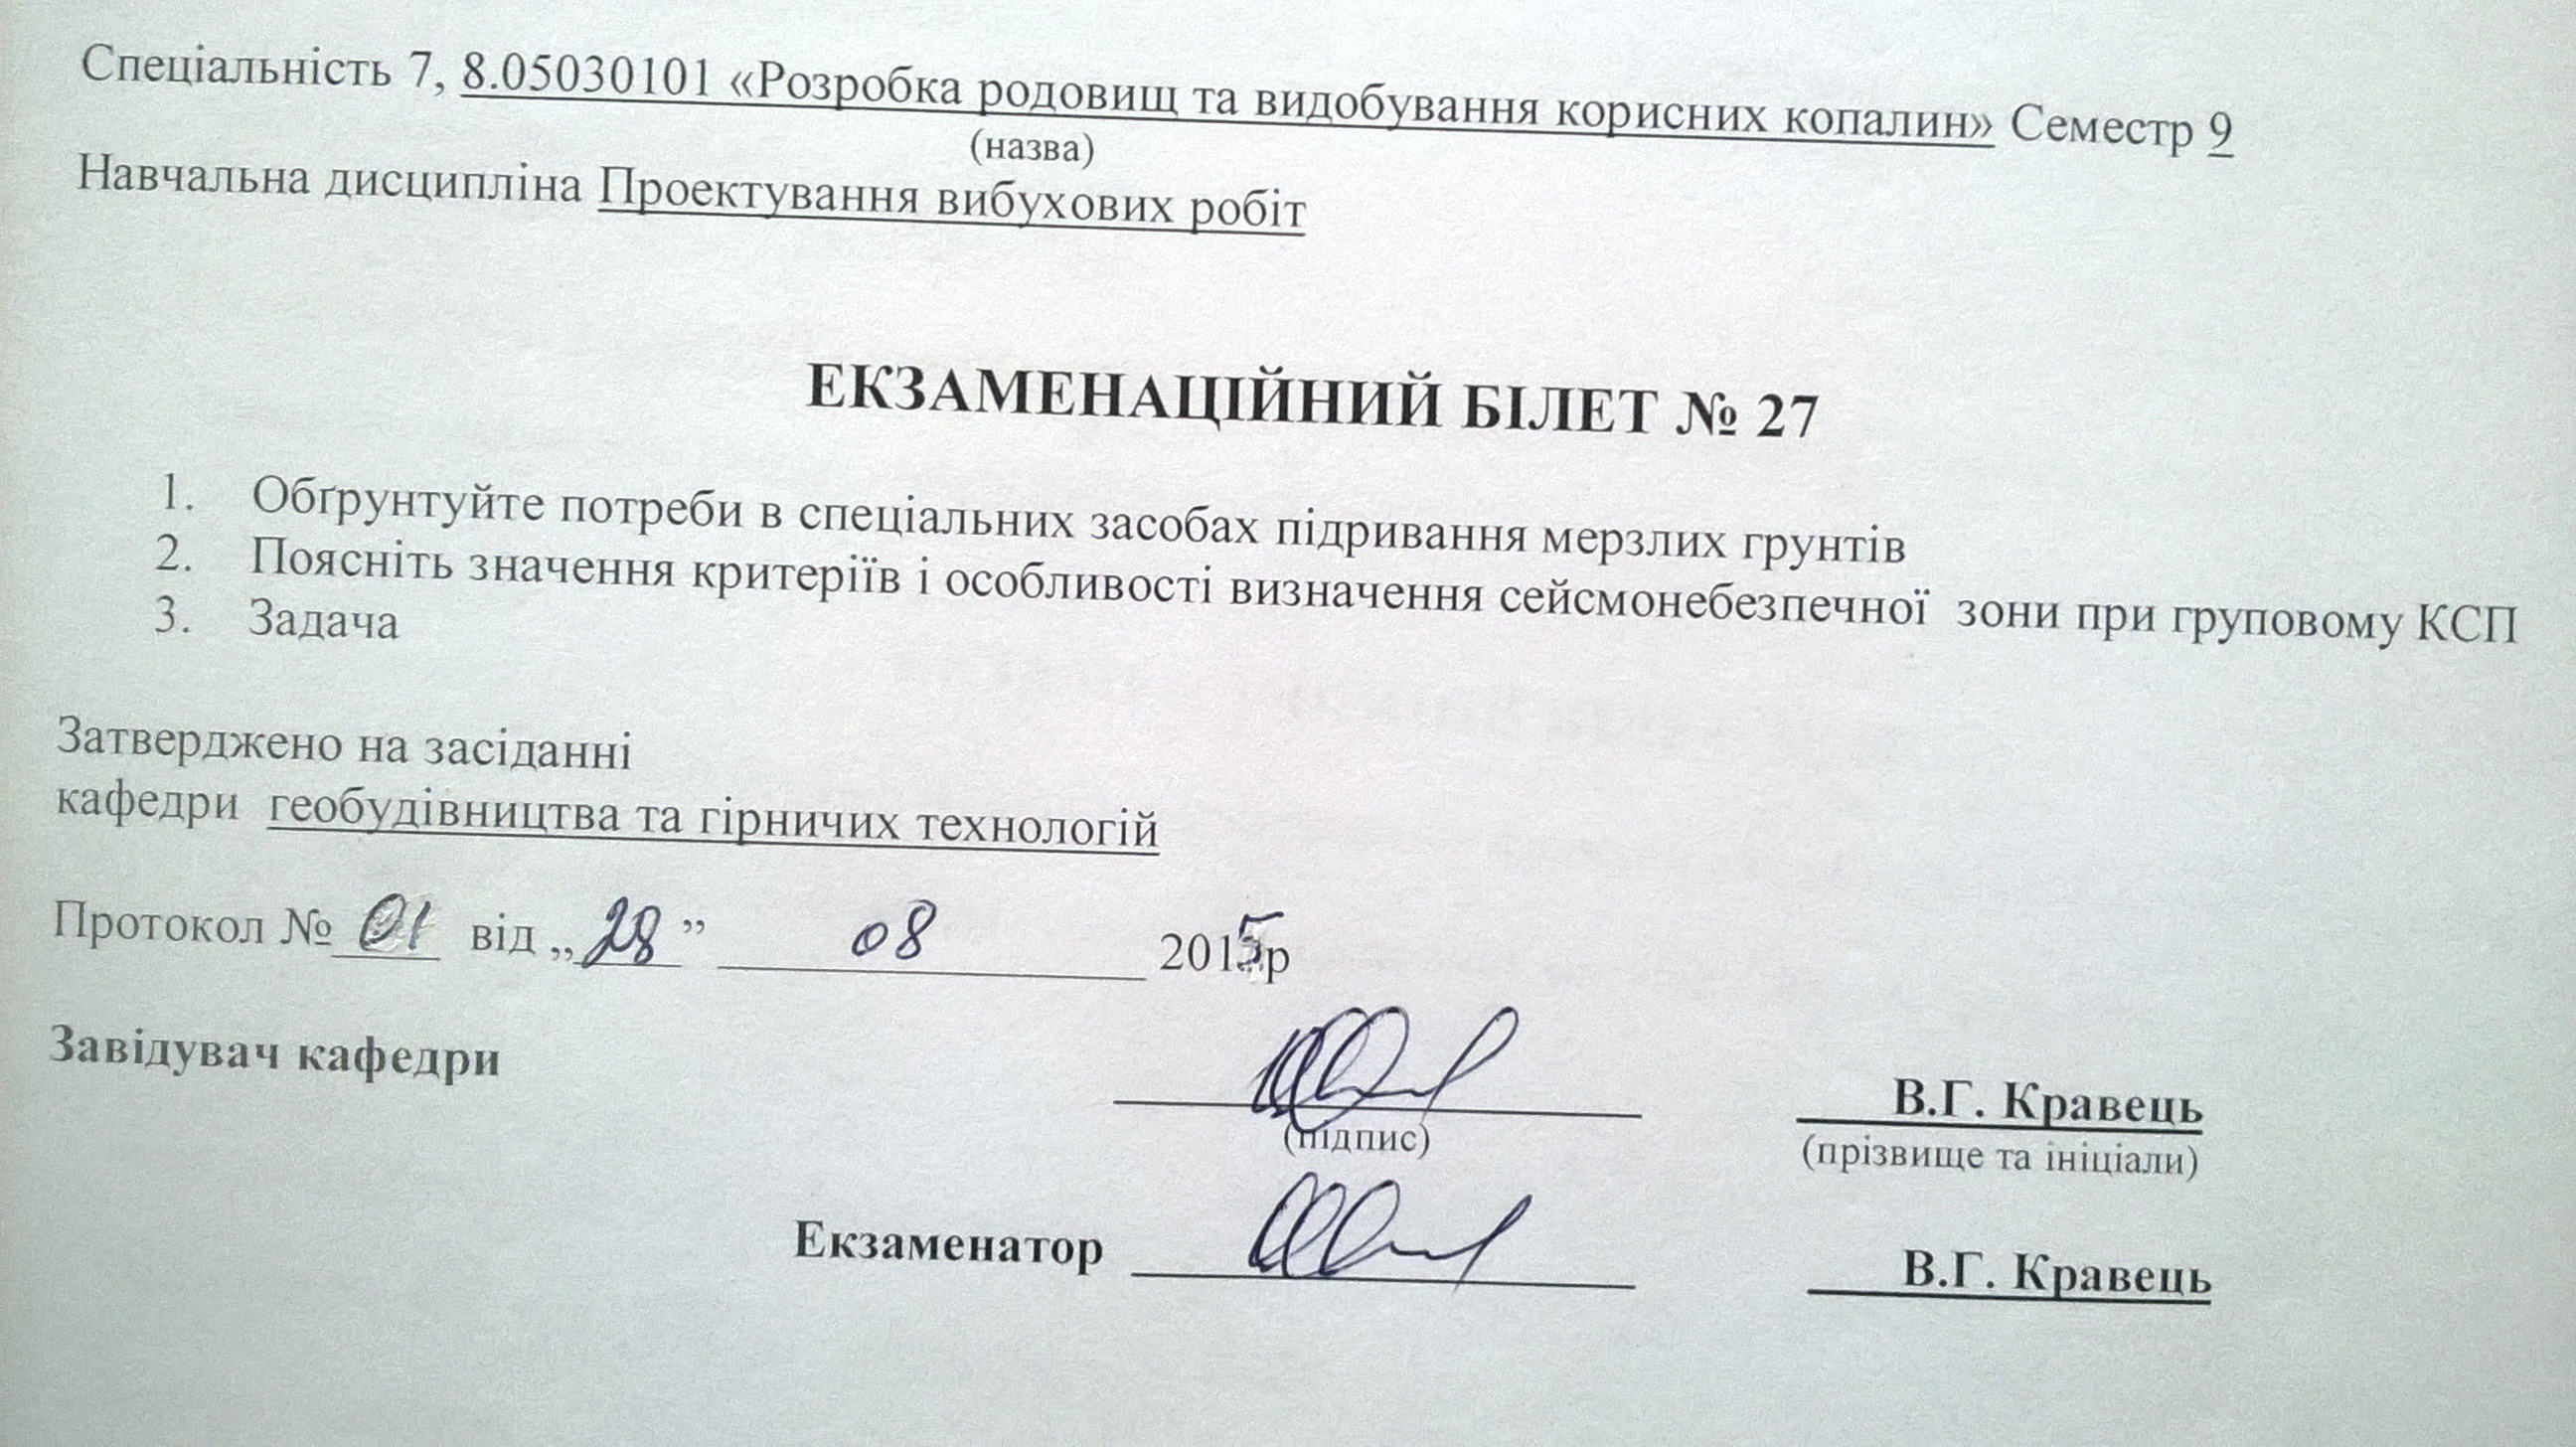 Спеціальність 7, 8.05030101 «Розробка родовищ та видобування корисних копалин» Семестр 9
(назва)
Навчальна дисципліна Проектування вибухових робіт
ЕКЗАМЕНАЦІЙНИЙ БІЛЕТ № 27
1. Обґрунтуйте потреби в спеціальних засобах підривання мерзлих грунтів
2. Поясніть значення критеріїв і особливості визначення сейсмонебезпечної зони при груповому КСП
3. Задача
Затверджено на засіданні
кафедри геобудівництва та гірничих технологій
Протокол № 01 від „28” 08 2015р
Завідувач кафедри
В.Г. Кравець
(підпис) (прізвище та ініціали)
Екзаменатор В.Г. Кравець